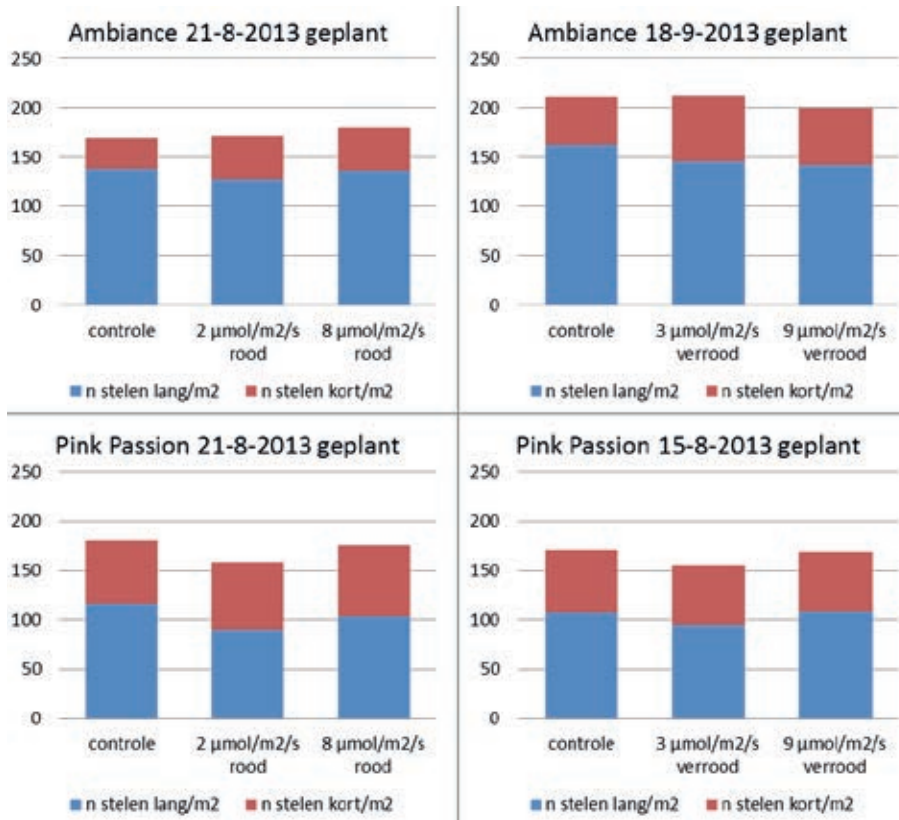 Ambiance 21-8-2013 geplant
250
200
150
100
50
0
controle
2 µmol/m2/s rood
8 µmol/m2/s rood
n stelen lang/m2 n stelen kort/m2
Ambiance 18-9-2013 geplant
250
200
150
100
50
0
controle
3 µmol/m2/s verrood
9 µmol/m2/s verrood
n stelen lang/m2 n stelen kort/m2
Pink Passion 21-8-2013 geplant
250
200
150
100
50
0
controle
2 µmol/m2/s rood
8 µmol/m2/s rood
n stelen lang/m2 n stelen kort/m2
Pink Passion 15-8-2013 geplant
250
200
150
100
50
0
controle
3 µmol/m2/s verrood
9 µmol/m2/s verrood
n stelen lang/m2 n stelen kort/m2